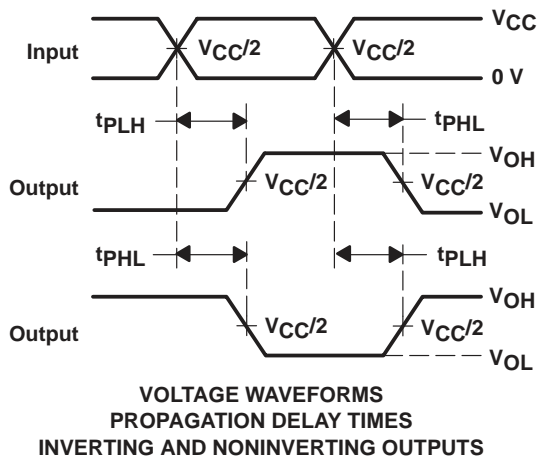 VCC
Input VCC/2 VCC/2
0 V
tPLH tPHL
VOH
Output VCC/2 VCC/2
VOL
tPHL tPLH
VOH
Output VCC/2 VCC/2
VOL
VOLTAGE WAVEFORMS
PROPAGATION DELAY TIMES
INVERTING AND NONINVERTING OUTPUTS